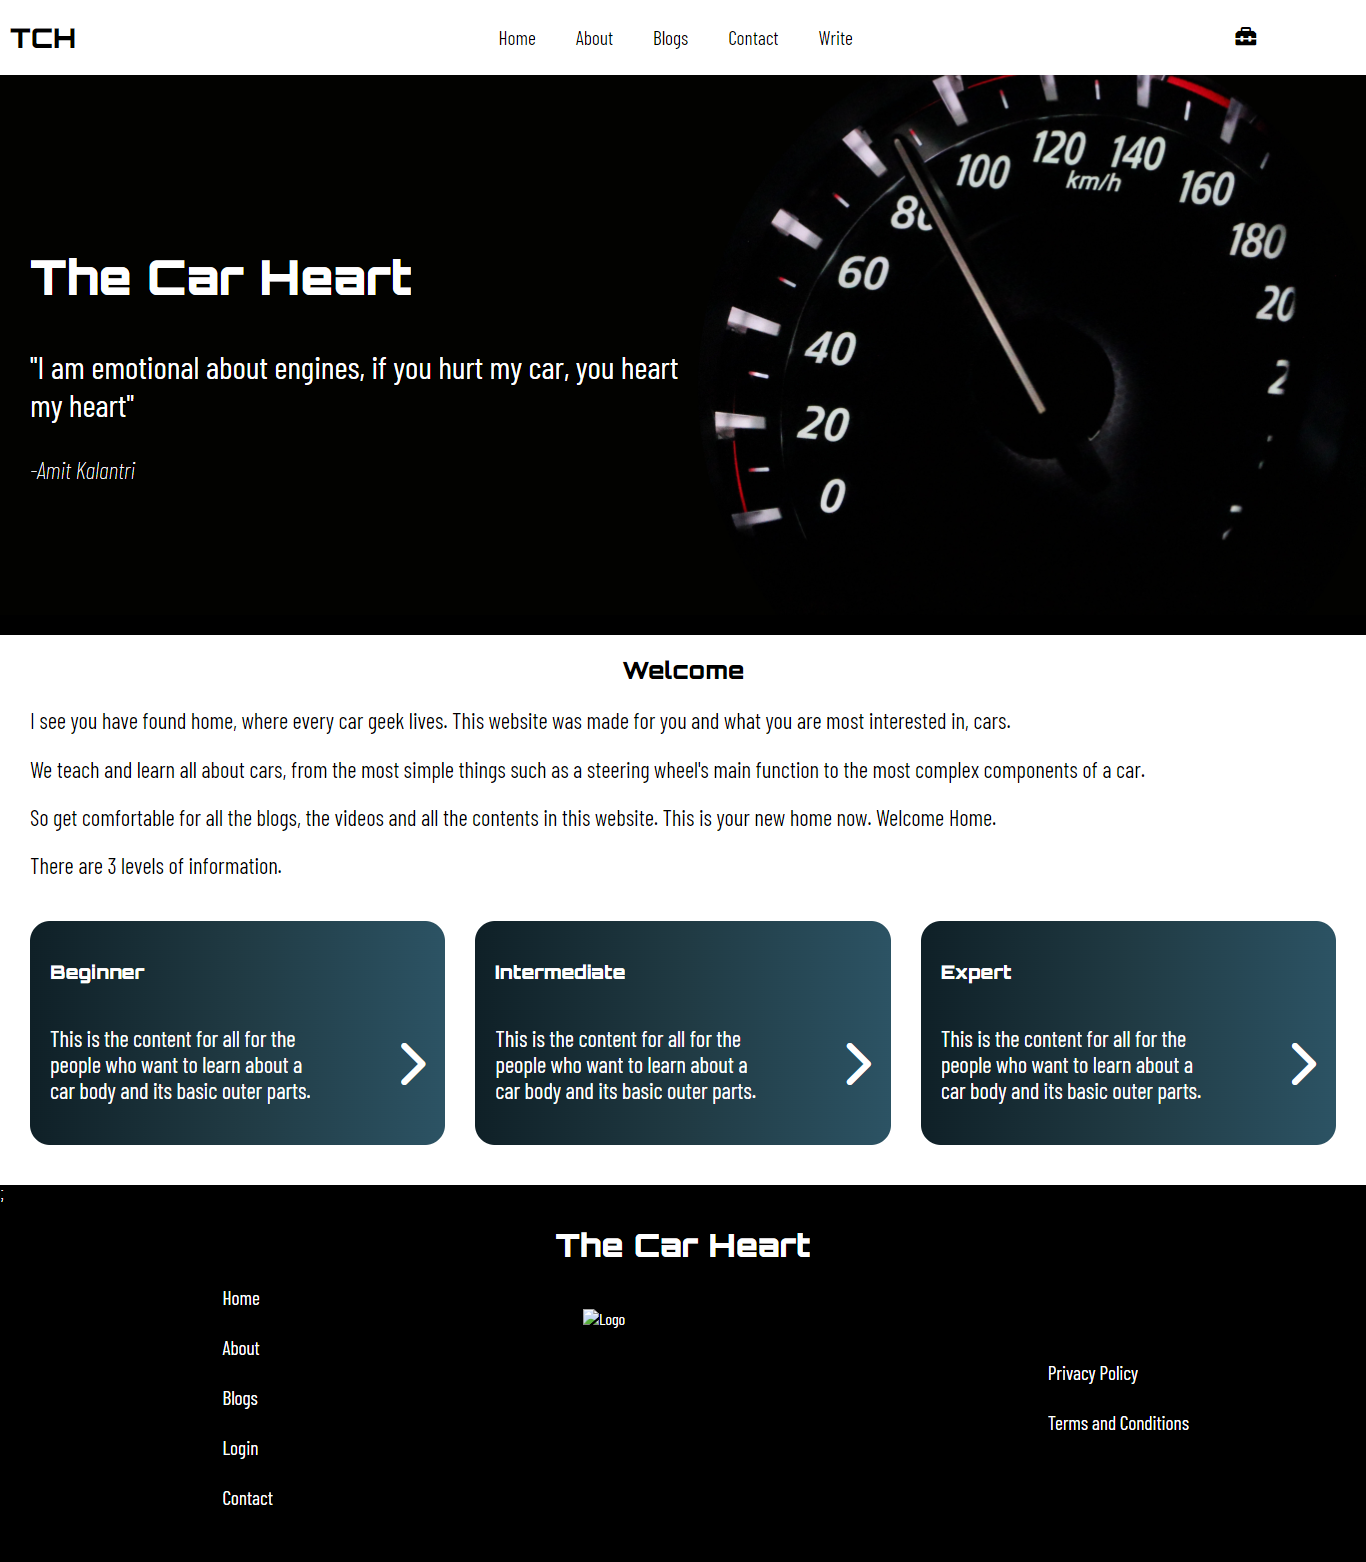 TCH
Home About Blogs Contact Write
The Car Heart
"I am emotional about engines, if you hurt my car, you heart
my heart"
-Amit Kalantri
120 140
100 km/h 160
180
60
20
40
20
0
Welcome
I see you have found home, where every car geek lives. This website was made for you and what you are most interested in, cars.
We teach and learn all about cars, from the most simple things such as a steering wheel's main function to the most complex components of a car.
So get comfortable for all the blogs, the videos and all the contents in this website. This is your new home now. Welcome Home.
There are 3 levels of information.
Beginner
This is the content for all for the
people who want to learn about a
car body and its basic outer parts.
Intermediate
This is the content for all for the
people who want to learn about a
car body and its basic outer parts.
Expert
This is the content for all for the
people who want to learn about a
car body and its basic outer parts.
;
The Car Heart
Home
About
Blogs
Login
Contact
Logo
Privacy Policy
Terms and Conditions